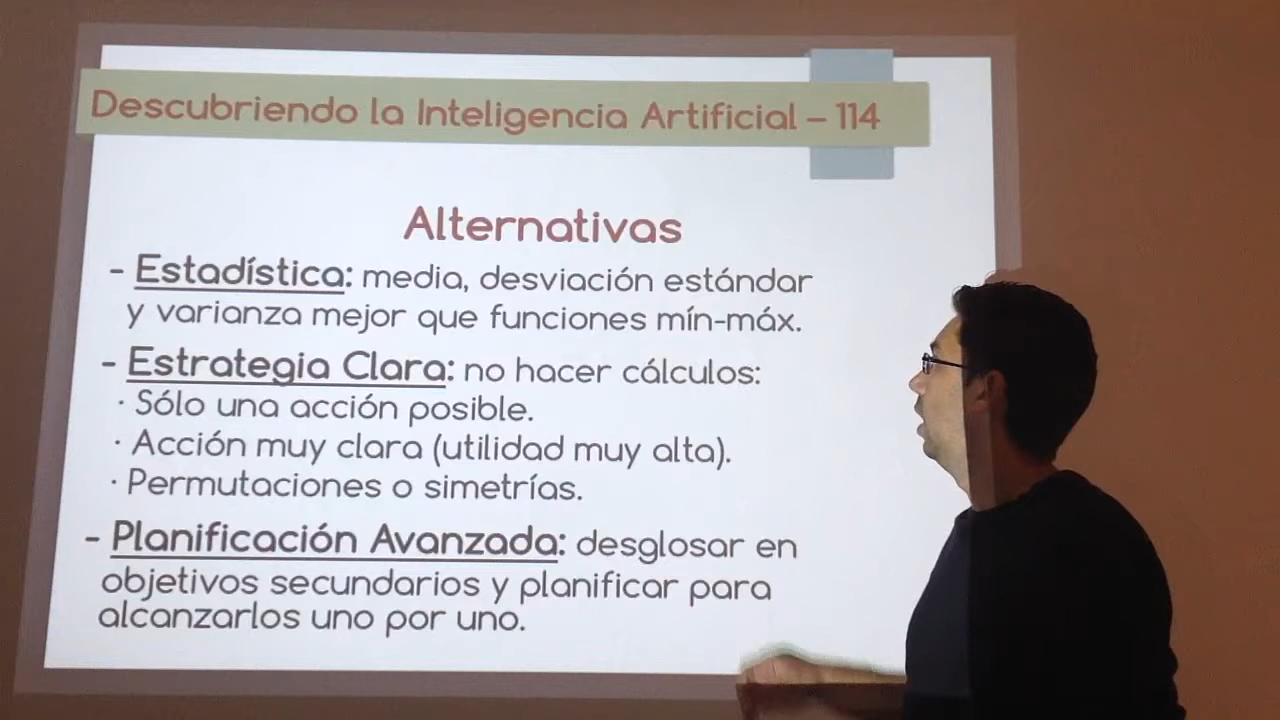 Descubriendo la Inteligencia Artificial – 114
Alternativas
- Estadística: media, desviación estándar
y varianza mejor que funciones mín-máx.
- Estrategia Clara: no hacer cálculos:
· Sólo una acción posible.
· Acción muy clara (utilidad muy alta).
· Permutaciones o simetrías.
- Planificación Avanzada: desglosar en
objetivos secundarios y planificar para
alcanzarlos uno por uno.